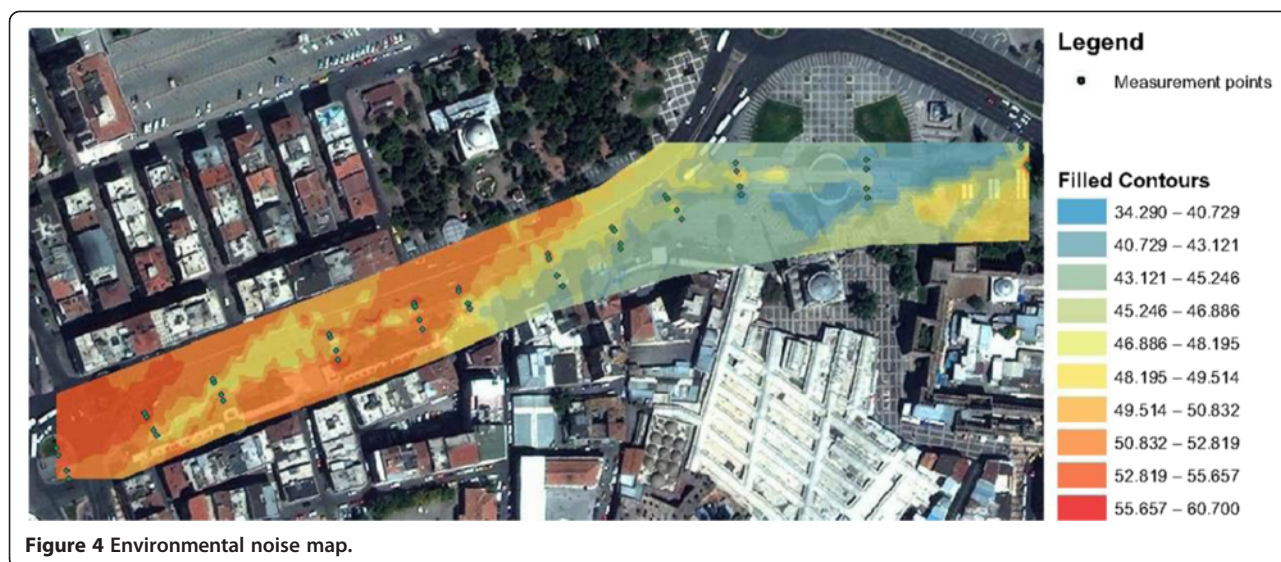 Legend
Measurement points
Filled Contours
34.290 – 40.729
40.729 – 43.121
43.121 – 45.246
45.246 – 46.886
46.886 – 48.195
48.195 – 49.514
49.514 – 50.832
50.832 – 52.819
52.819 – 55.657
55.657 – 60.700
Figure 4 Environmental noise map.